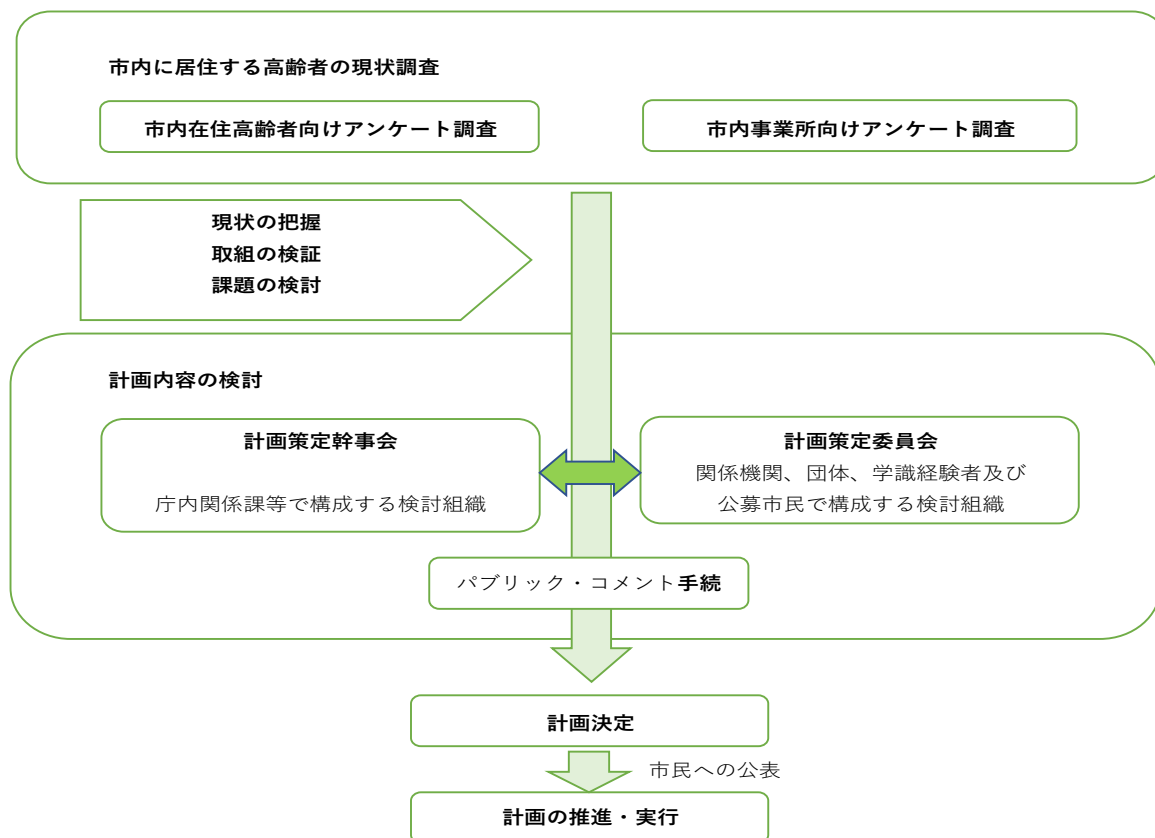 市内に居住する高齢者の現状調査
市内在住高齢者向けアンケート調査
市内事業所向けアンケート調査
現状の把握
取組の検証
課題の検討
計画内容の検討
計画策定幹事会
庁内関係課等で構成する検討組織
計画策定委員会
関係機関、団体、学識経験者及び
公募市民で構成する検討組織
パブリック・コメント手続
計画決定
市民への公表
計画の推進・実行